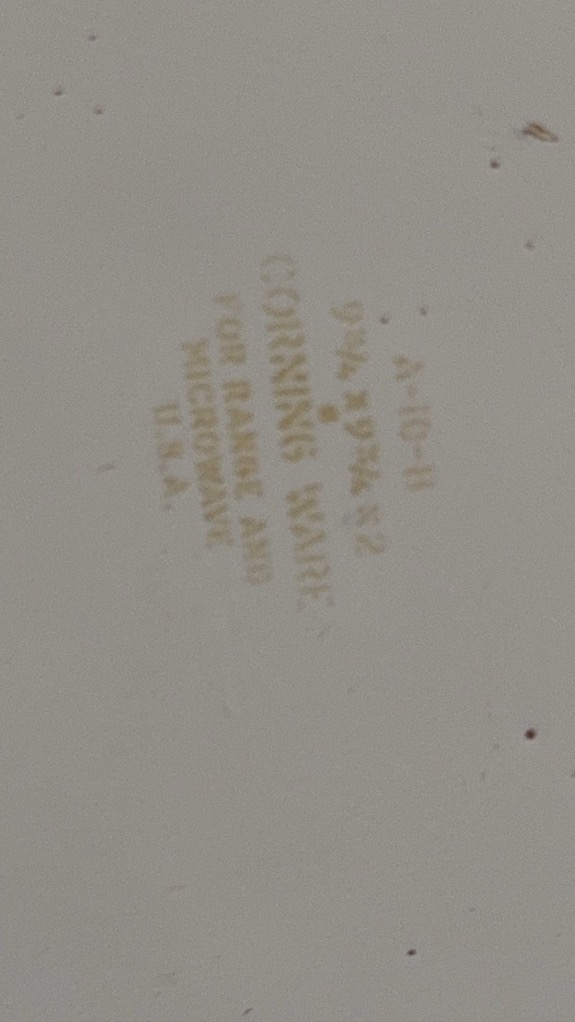 A-10-B
9¾ x 9¾ x 2
CORNING WARE
FOR RANGE AND
MICROWAVE
U.S.A.